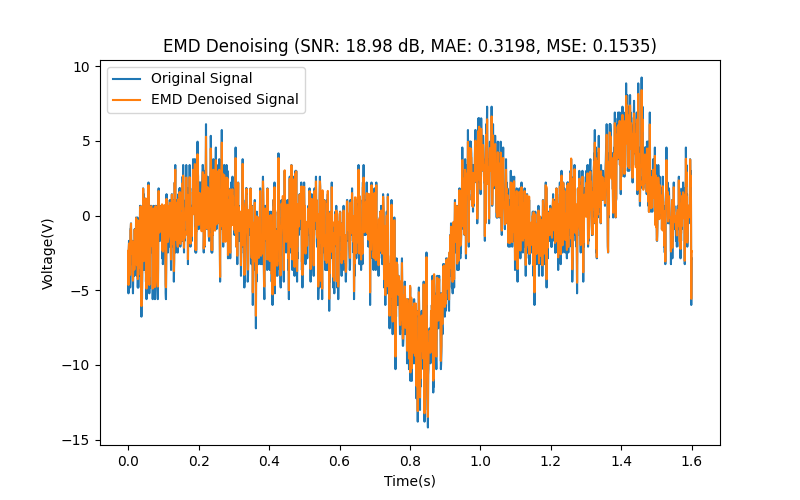 EMD Denoising (SNR: 18.98 dB, MAE: 0.3198, MSE: 0.1535)
Original Signal
EMD Denoised Signal
10
5
0
−5
−10
−15
Voltage(V)
0.0 0.2 0.4 0.6 0.8 1.0 1.2 1.4 1.6
Time(s)